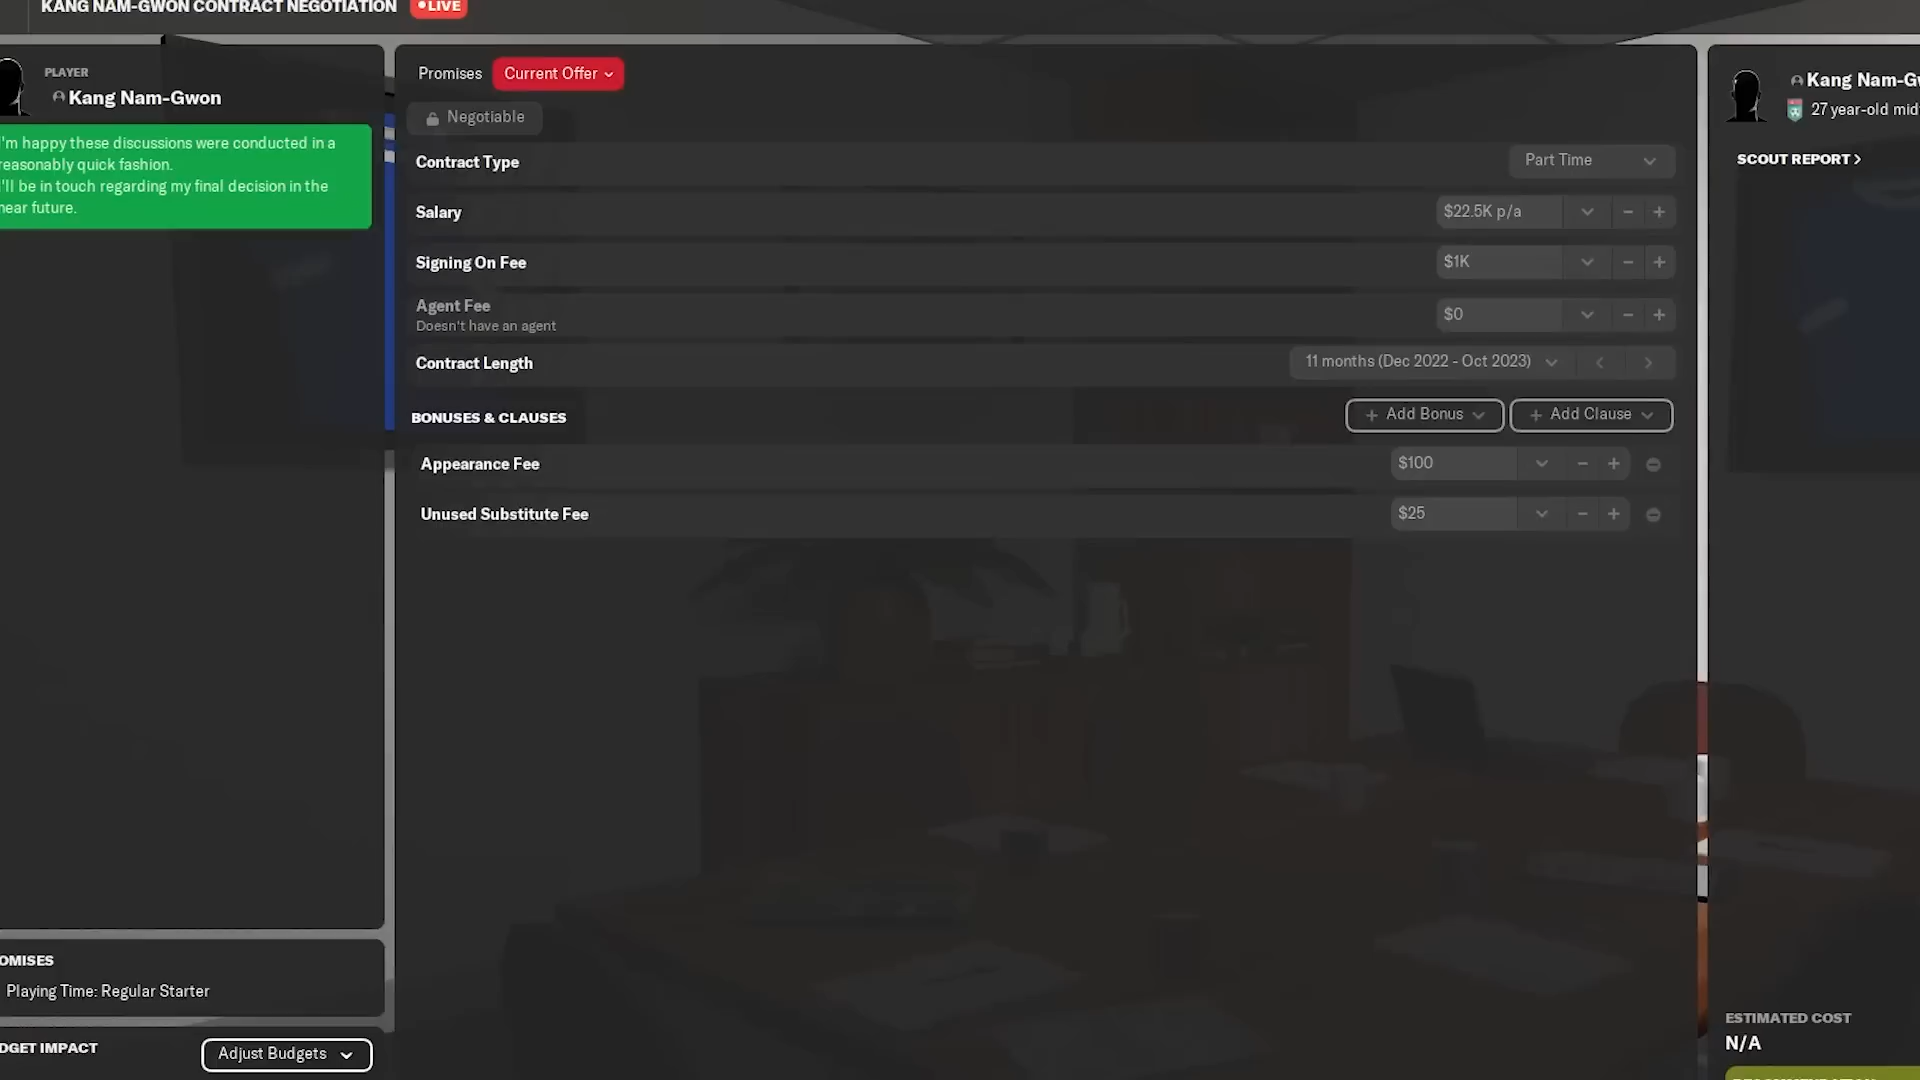 KANG NAM-GWON CONTRACT NEGOTIATION
LIVE
PLAYER
Kang Nam-Gwon
I'm happy these discussions were conducted in a
reasonably quick fashion.
I'll be in touch regarding my final decision in the
near future.
OMISES
Playing Time: Regular Starter
DGET IMPACT
Adjust Budgets
Promises
Current Offer
Negotiable
Contract Type
Part Time
Salary
$22.5K p/a
Signing On Fee
$1K
Agent Fee
Doesn't have an agent
$0
Contract Length
11 months (Dec 2022 - Oct 2023)
BONUSES & CLAUSES
+ Add Bonus
+ Add Clause
Appearance Fee
$100
Unused Substitute Fee
$25
Kang Nam-Gw
27 year-old mid
SCOUT REPORT >
ESTIMATED COST
N/A